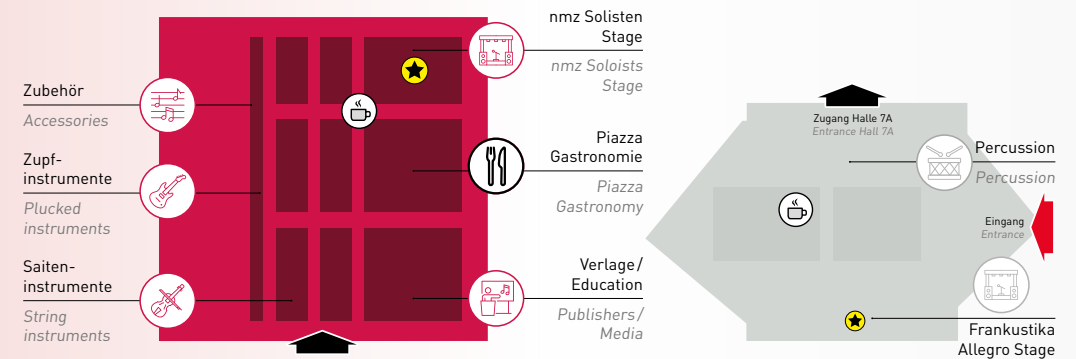 Zubehör
Accessories
Zupf-
instrumente
Plucked
instruments
Saiten-
instrumente
String
instruments
nmz Solisten
Stage
nmz Soloists
Stage
Piazza
Gastronomie
Piazza
Gastronomy
Verlage/
Education
Publishers/
Media
Zugang Halle 7A
Entrance Hall 7A
Percussion
Percussion
Eingang
Entrance
Frankustika
Allegro Stage